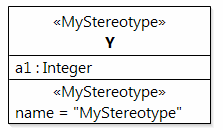 «MyStereotype»
Y
a1 : Integer
«MyStereotype»
name = "MyStereotype"